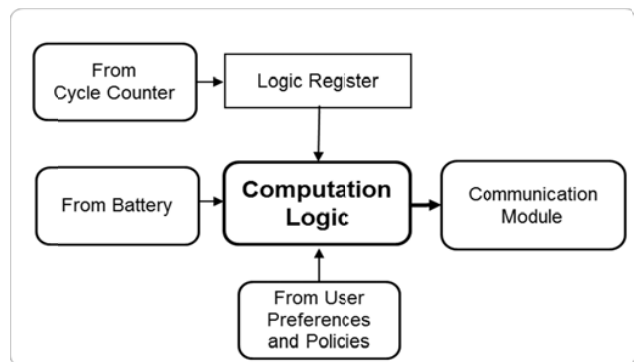 From
Cycle Counter
Logic Register
From Battery
Computation
Logic
Communication
Module
From User
Preferences
and Policies